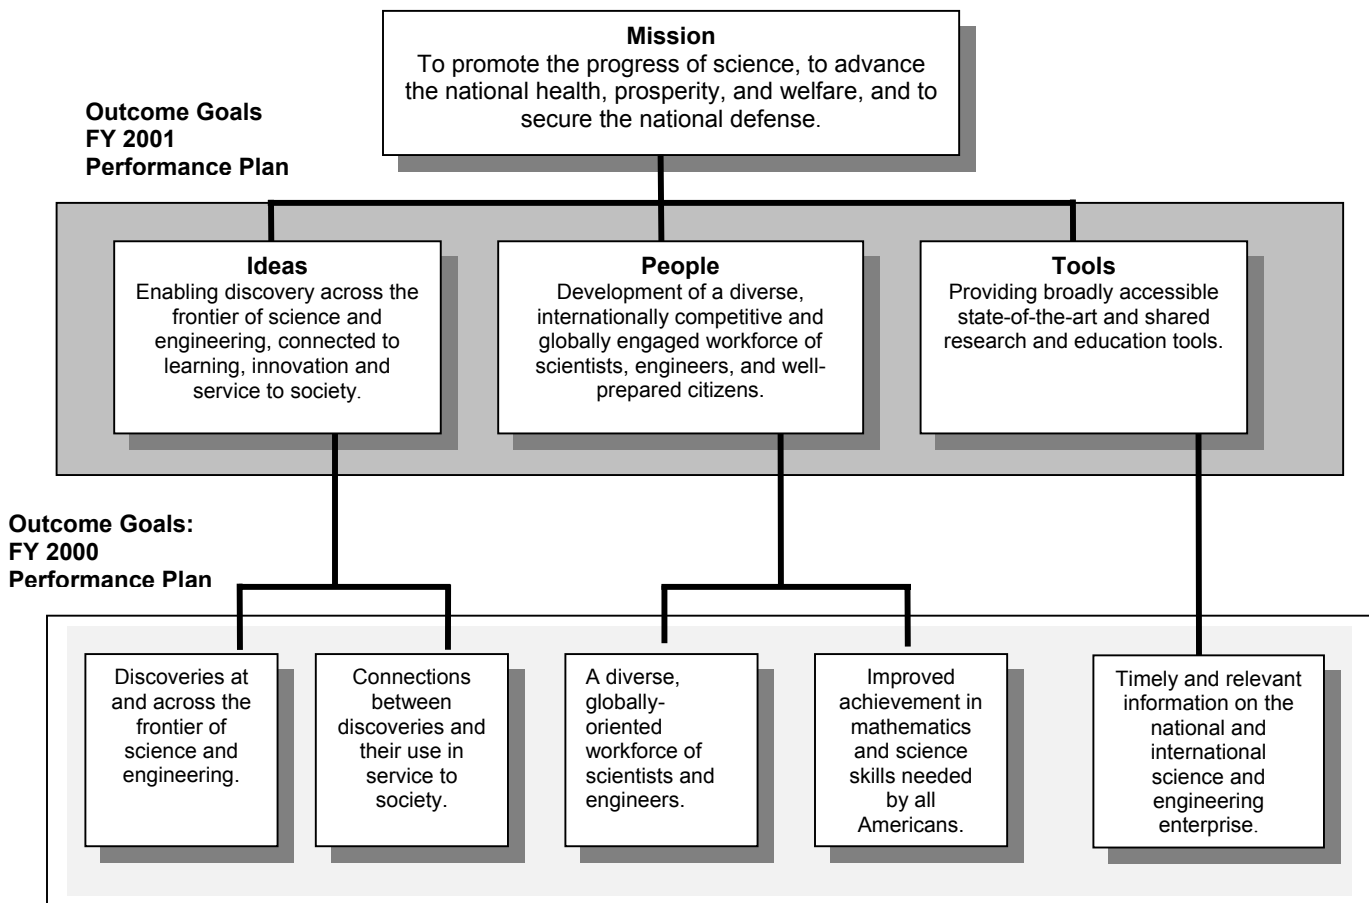 Mission
To promote the progress of science, to advance
the national health, prosperity, and welfare, and to
secure the national defense.
Outcome Goals
FY 2001
Performance Plan
Ideas
Enabling discovery across the
frontier of science and
engineering, connected to
learning, innovation and
service to society.
People
Development of a diverse,
internationally competitive and
globally engaged workforce of
scientists, engineers, and well-
prepared citizens.
Tools
Providing broadly accessible
state-of-the-art and shared
research and education tools.
Outcome Goals:
FY 2000
Performance Plan
Discoveries at
and across the
frontier of
science and
engineering.
Connections
between
discoveries and
their use in
service to
society.
A diverse,
globally-
oriented
workforce of
scientists and
engineers.
Improved
achievement in
mathematics
and science
skills needed
by all
Americans.
Timely and relevant
information on the
national and
international
science and
engineering
enterprise.